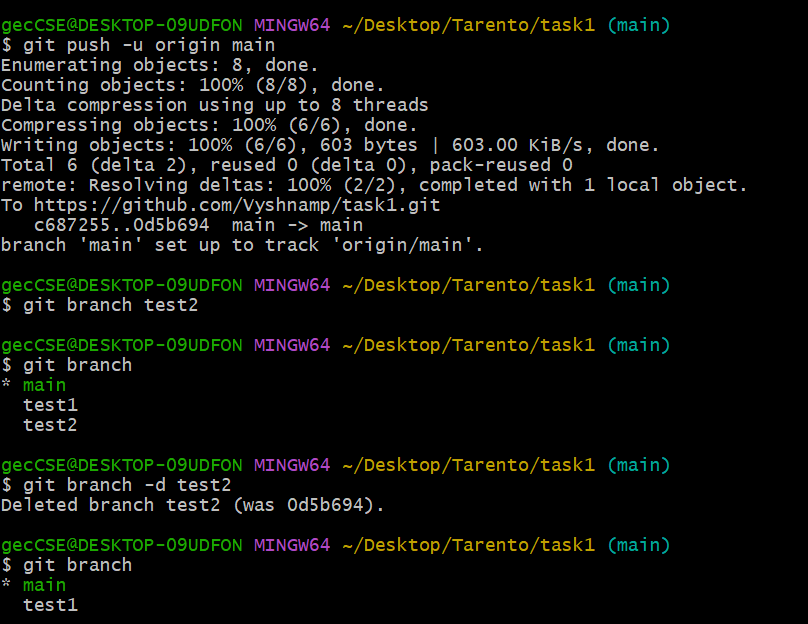 gecCSE@DESKTOP-09UDFON MINGW64 ~/Desktop/Tarento/task1 (main)
$ git push -u origin main
Enumerating objects: 8, done.
Counting objects: 100% (8/8), done.
Delta compression using up to 8 threads
Compressing objects: 100% (6/6), done.
Writing objects: 100% (6/6), 603 bytes | 603.00 KiB/s, done.
Total 6 (delta 2), reused 0 (delta 0), pack-reused 0
remote: Resolving deltas: 100% (2/2), completed with 1 local object.
To https://github.com/Vyshnamp/task1.git
   c687255..0d5b694  main -> main
branch 'main' set up to track 'origin/main'.
gecCSE@DESKTOP-09UDFON MINGW64 ~/Desktop/Tarento/task1 (main)
$ git branch test2
gecCSE@DESKTOP-09UDFON MINGW64 ~/Desktop/Tarento/task1 (main)
$ git branch
* main
  test1
  test2
gecCSE@DESKTOP-09UDFON MINGW64 ~/Desktop/Tarento/task1 (main)
$ git branch -d test2
Deleted branch test2 (was 0d5b694).
gecCSE@DESKTOP-09UDFON MINGW64 ~/Desktop/Tarento/task1 (main)
$ git branch
* main
  test1